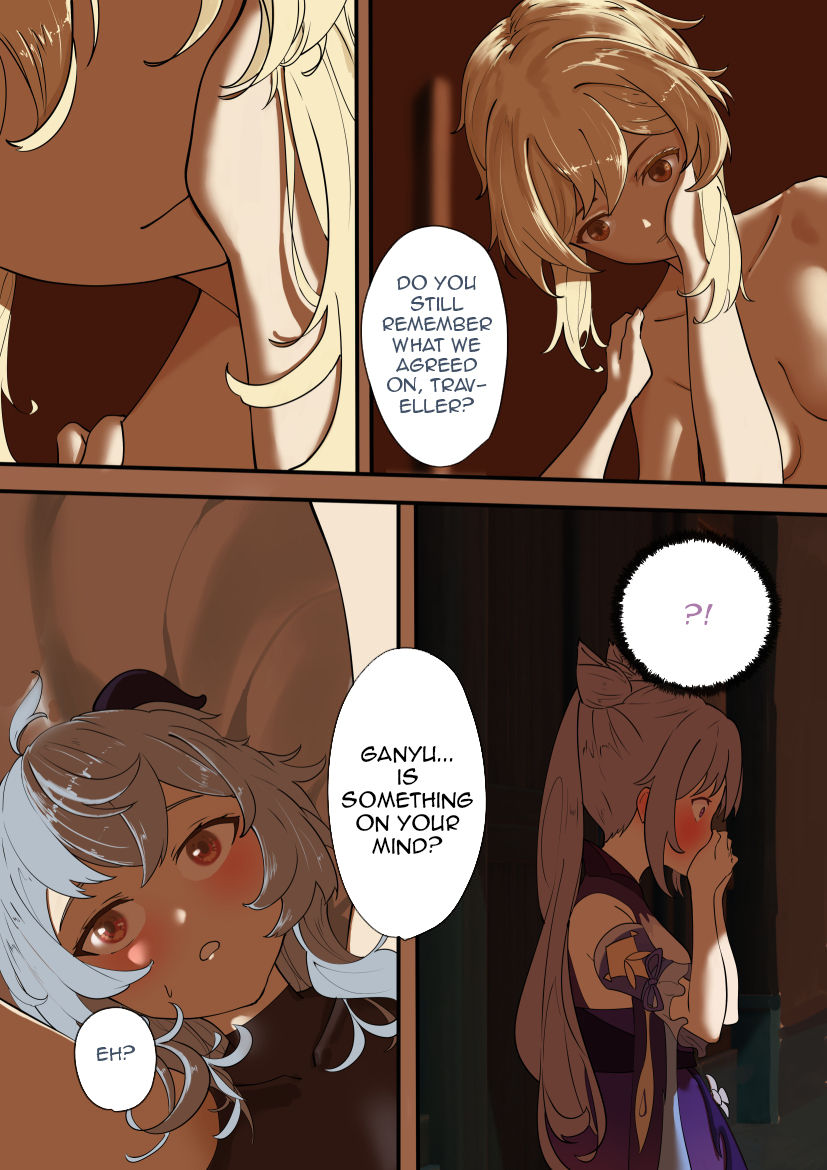 DO YOU
STILL
REMEMBER
WHAT WE
AGREED
ON, TRAV-
ELLER?
GANYU...
IS
SOMETHING
ON YOUR
MIND?
EH?
?!